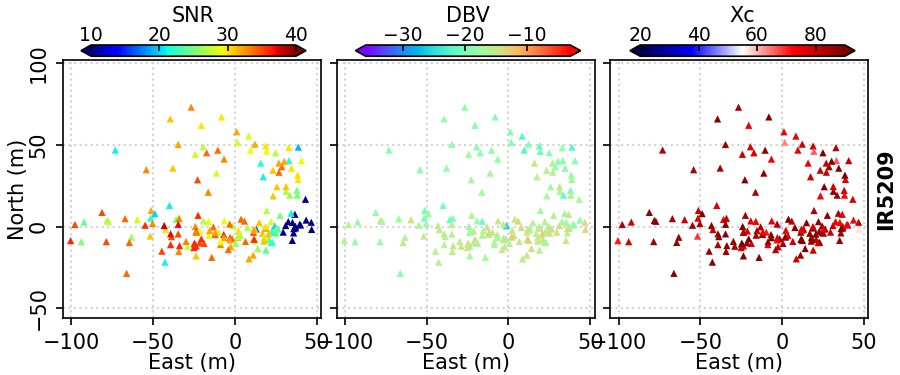 SNR DBV Xc
10 20 30 40 −30 −20 −10 20 40 60 80
100
50
0
−50
North (m)
−100 −50 0 50 −100 −50 0 50 −100 −50 0 50
East (m) East (m) East (m)
IR5209